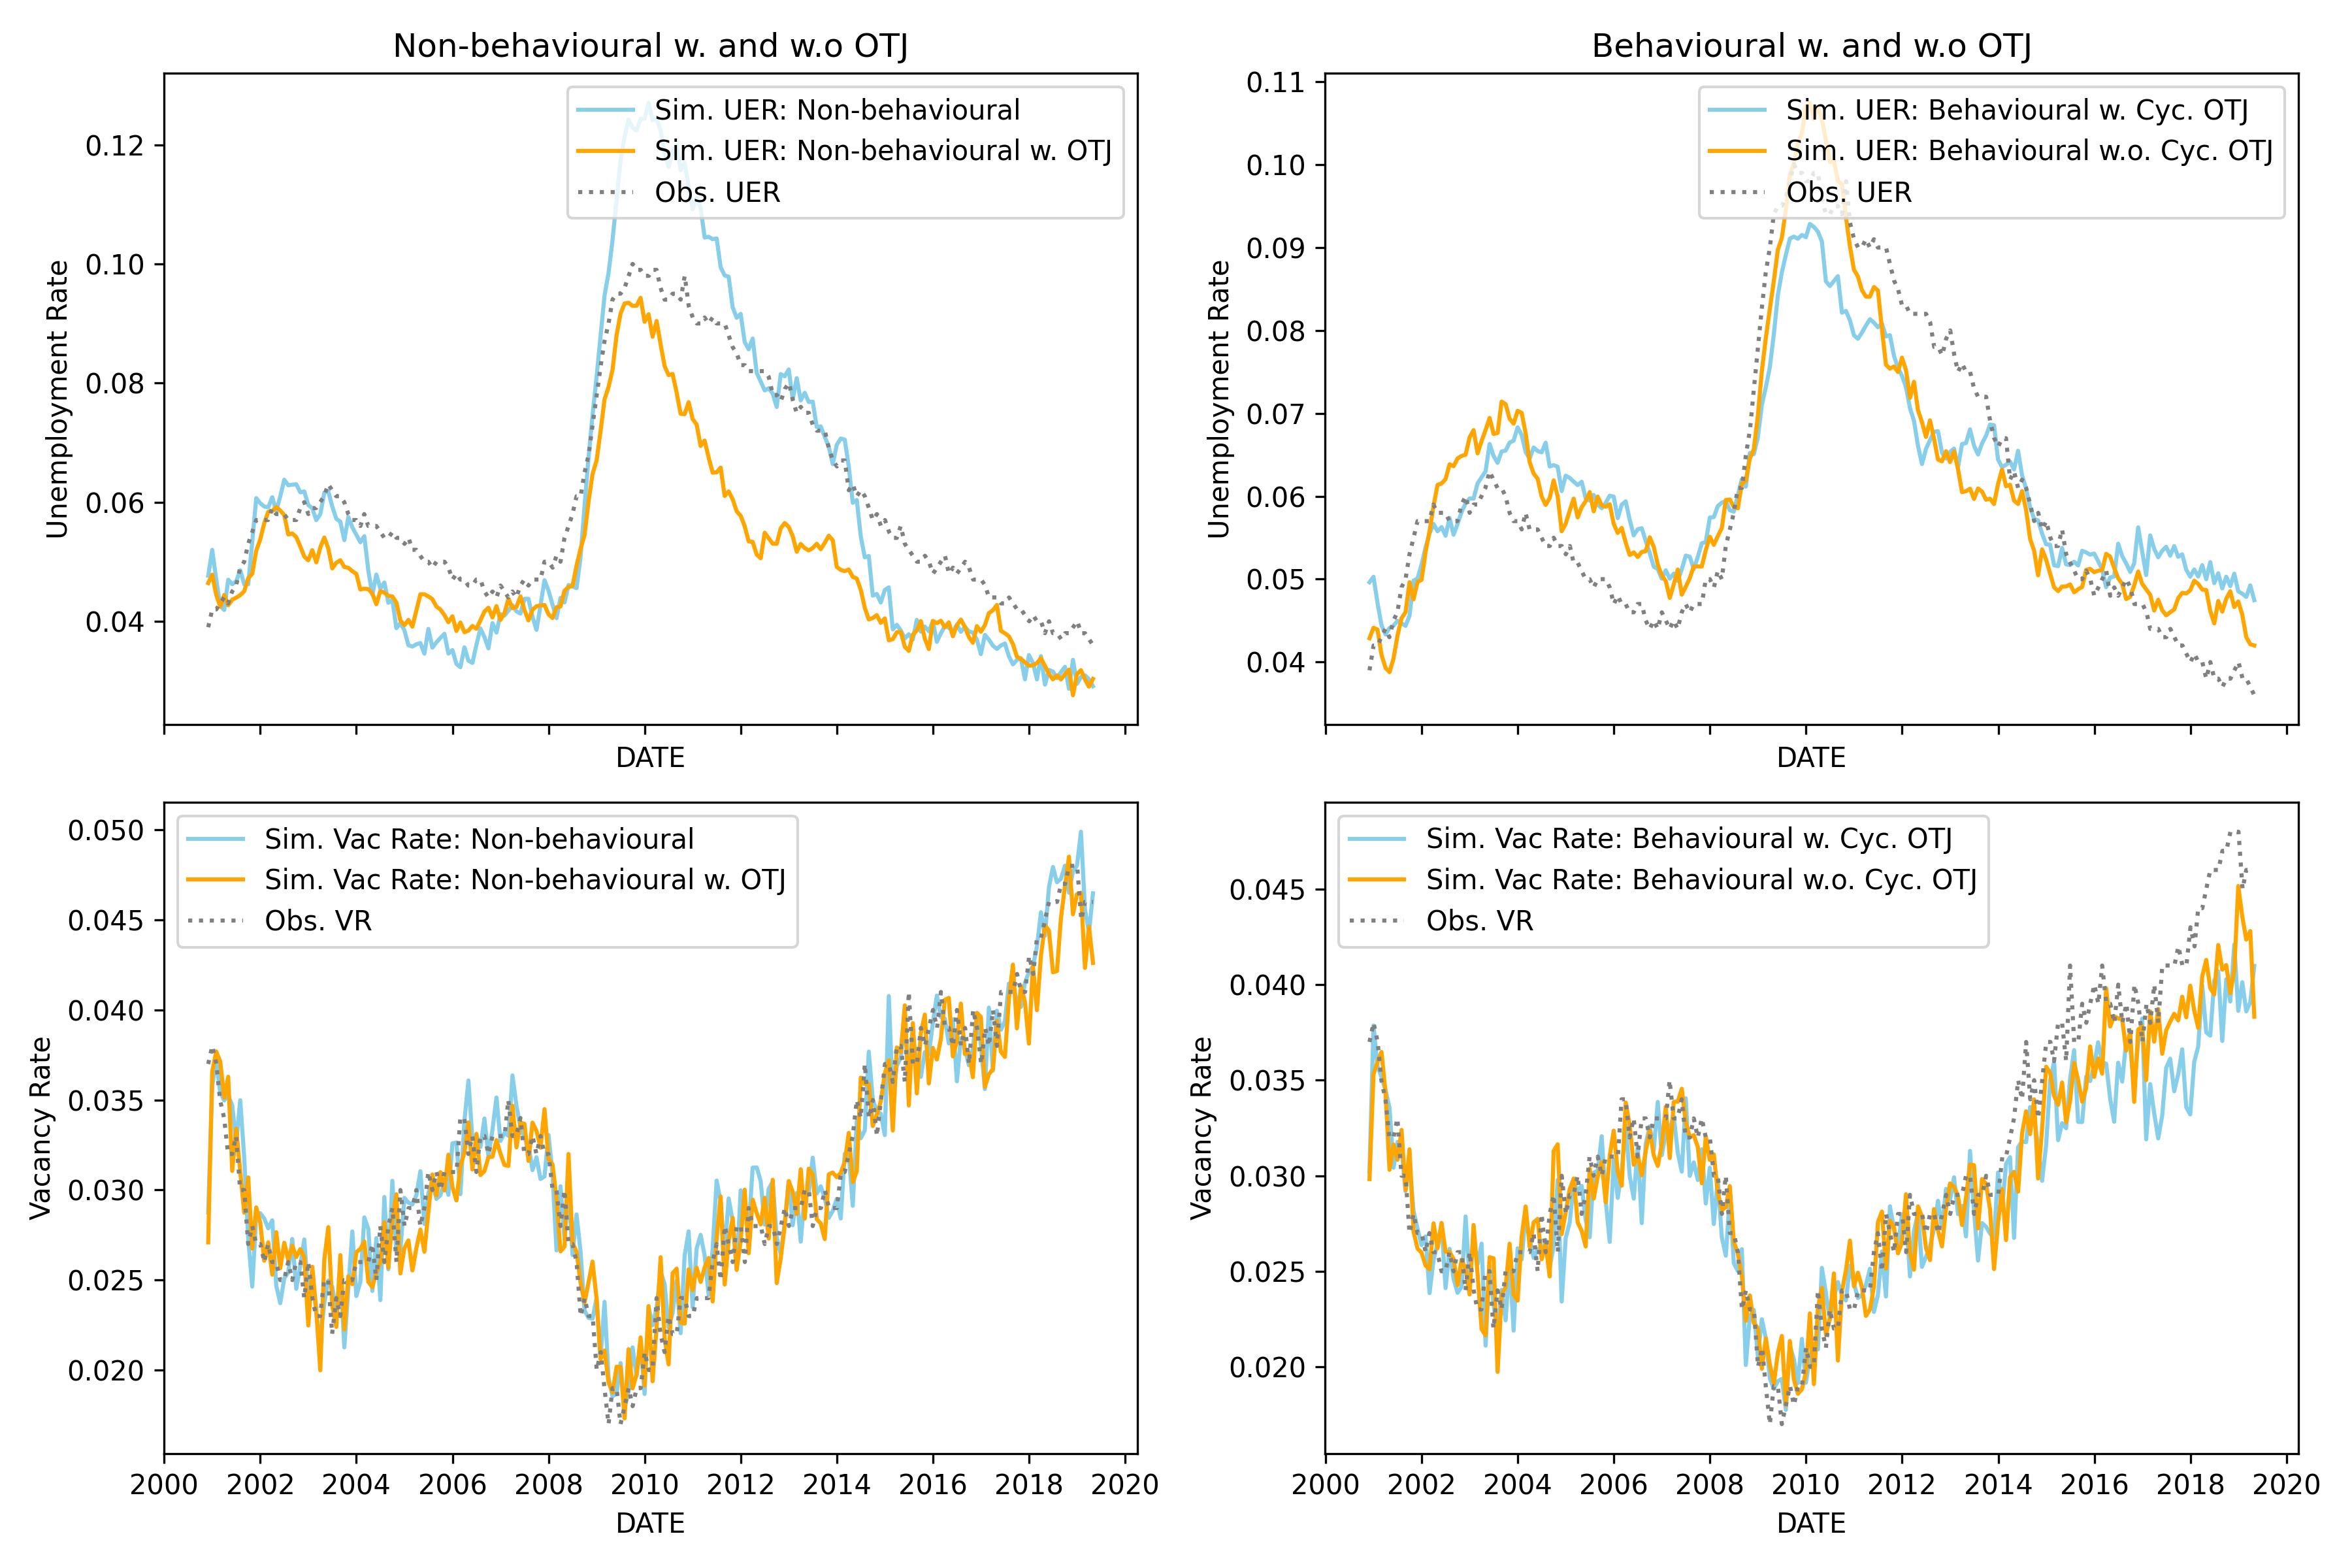 Non-behavioural w. and w.o OTJ
Sim. UER: Non-behavioural
Sim. UER: Non-behavioural w. OTJ
Obs. UER
0.12
0.10
0.08
0.06
0.04
Unemployment Rate
DATE
Behavioural w. and w.o OTJ
Sim. UER: Behavioural w. Cyc. OTJ
Sim. UER: Behavioural w.o. Cyc. OTJ
Obs. UER
0.11
0.10
0.09
0.08
0.07
0.06
0.05
0.04
Unemployment Rate
DATE
Sim. Vac Rate: Non-behavioural
Sim. Vac Rate: Non-behavioural w. OTJ
Obs. VR
0.050
0.045
0.040
0.035
0.030
0.025
0.020
Vacancy Rate
2000 2002 2004 2006 2008 2010 2012 2014 2016 2018 2020
DATE
Sim. Vac Rate: Behavioural w. Cyc. OTJ
Sim. Vac Rate: Behavioural w.o. Cyc. OTJ
Obs. VR
0.045
0.040
0.035
0.030
0.025
0.020
Vacancy Rate
2000 2002 2004 2006 2008 2010 2012 2014 2016 2018 2020
DATE